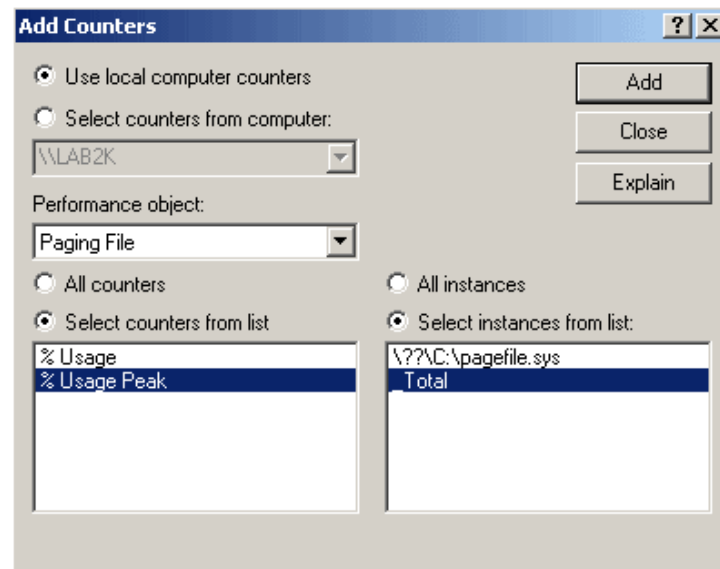 Add Counters
Use local computer counters
Select counters from computer:
\\LAB2K
Performance object:
Paging File
All counters
Select counters from list
% Usage
% Usage Peak
Add
Close
Explain
All instances
Select instances from list:
\??\C:\pagefile.sys
_Total